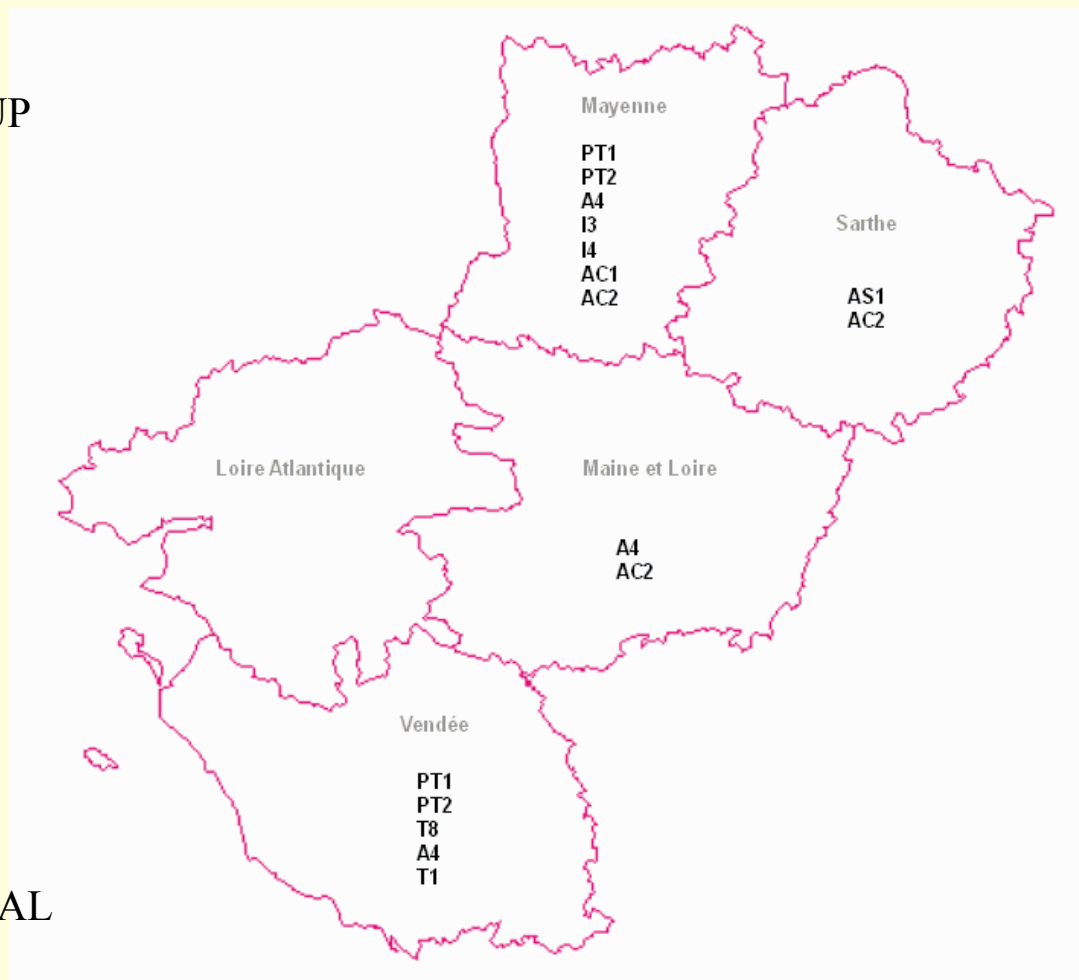 UP
Mayenne
PT1
PT2
A4
I3
I4
AC1
AC2
Sarthe
AS1
AC2
Loire Atlantique
Maine et Loire
A4
AC2
Vendée
PT1
PT2
T8
A4
T1
AL